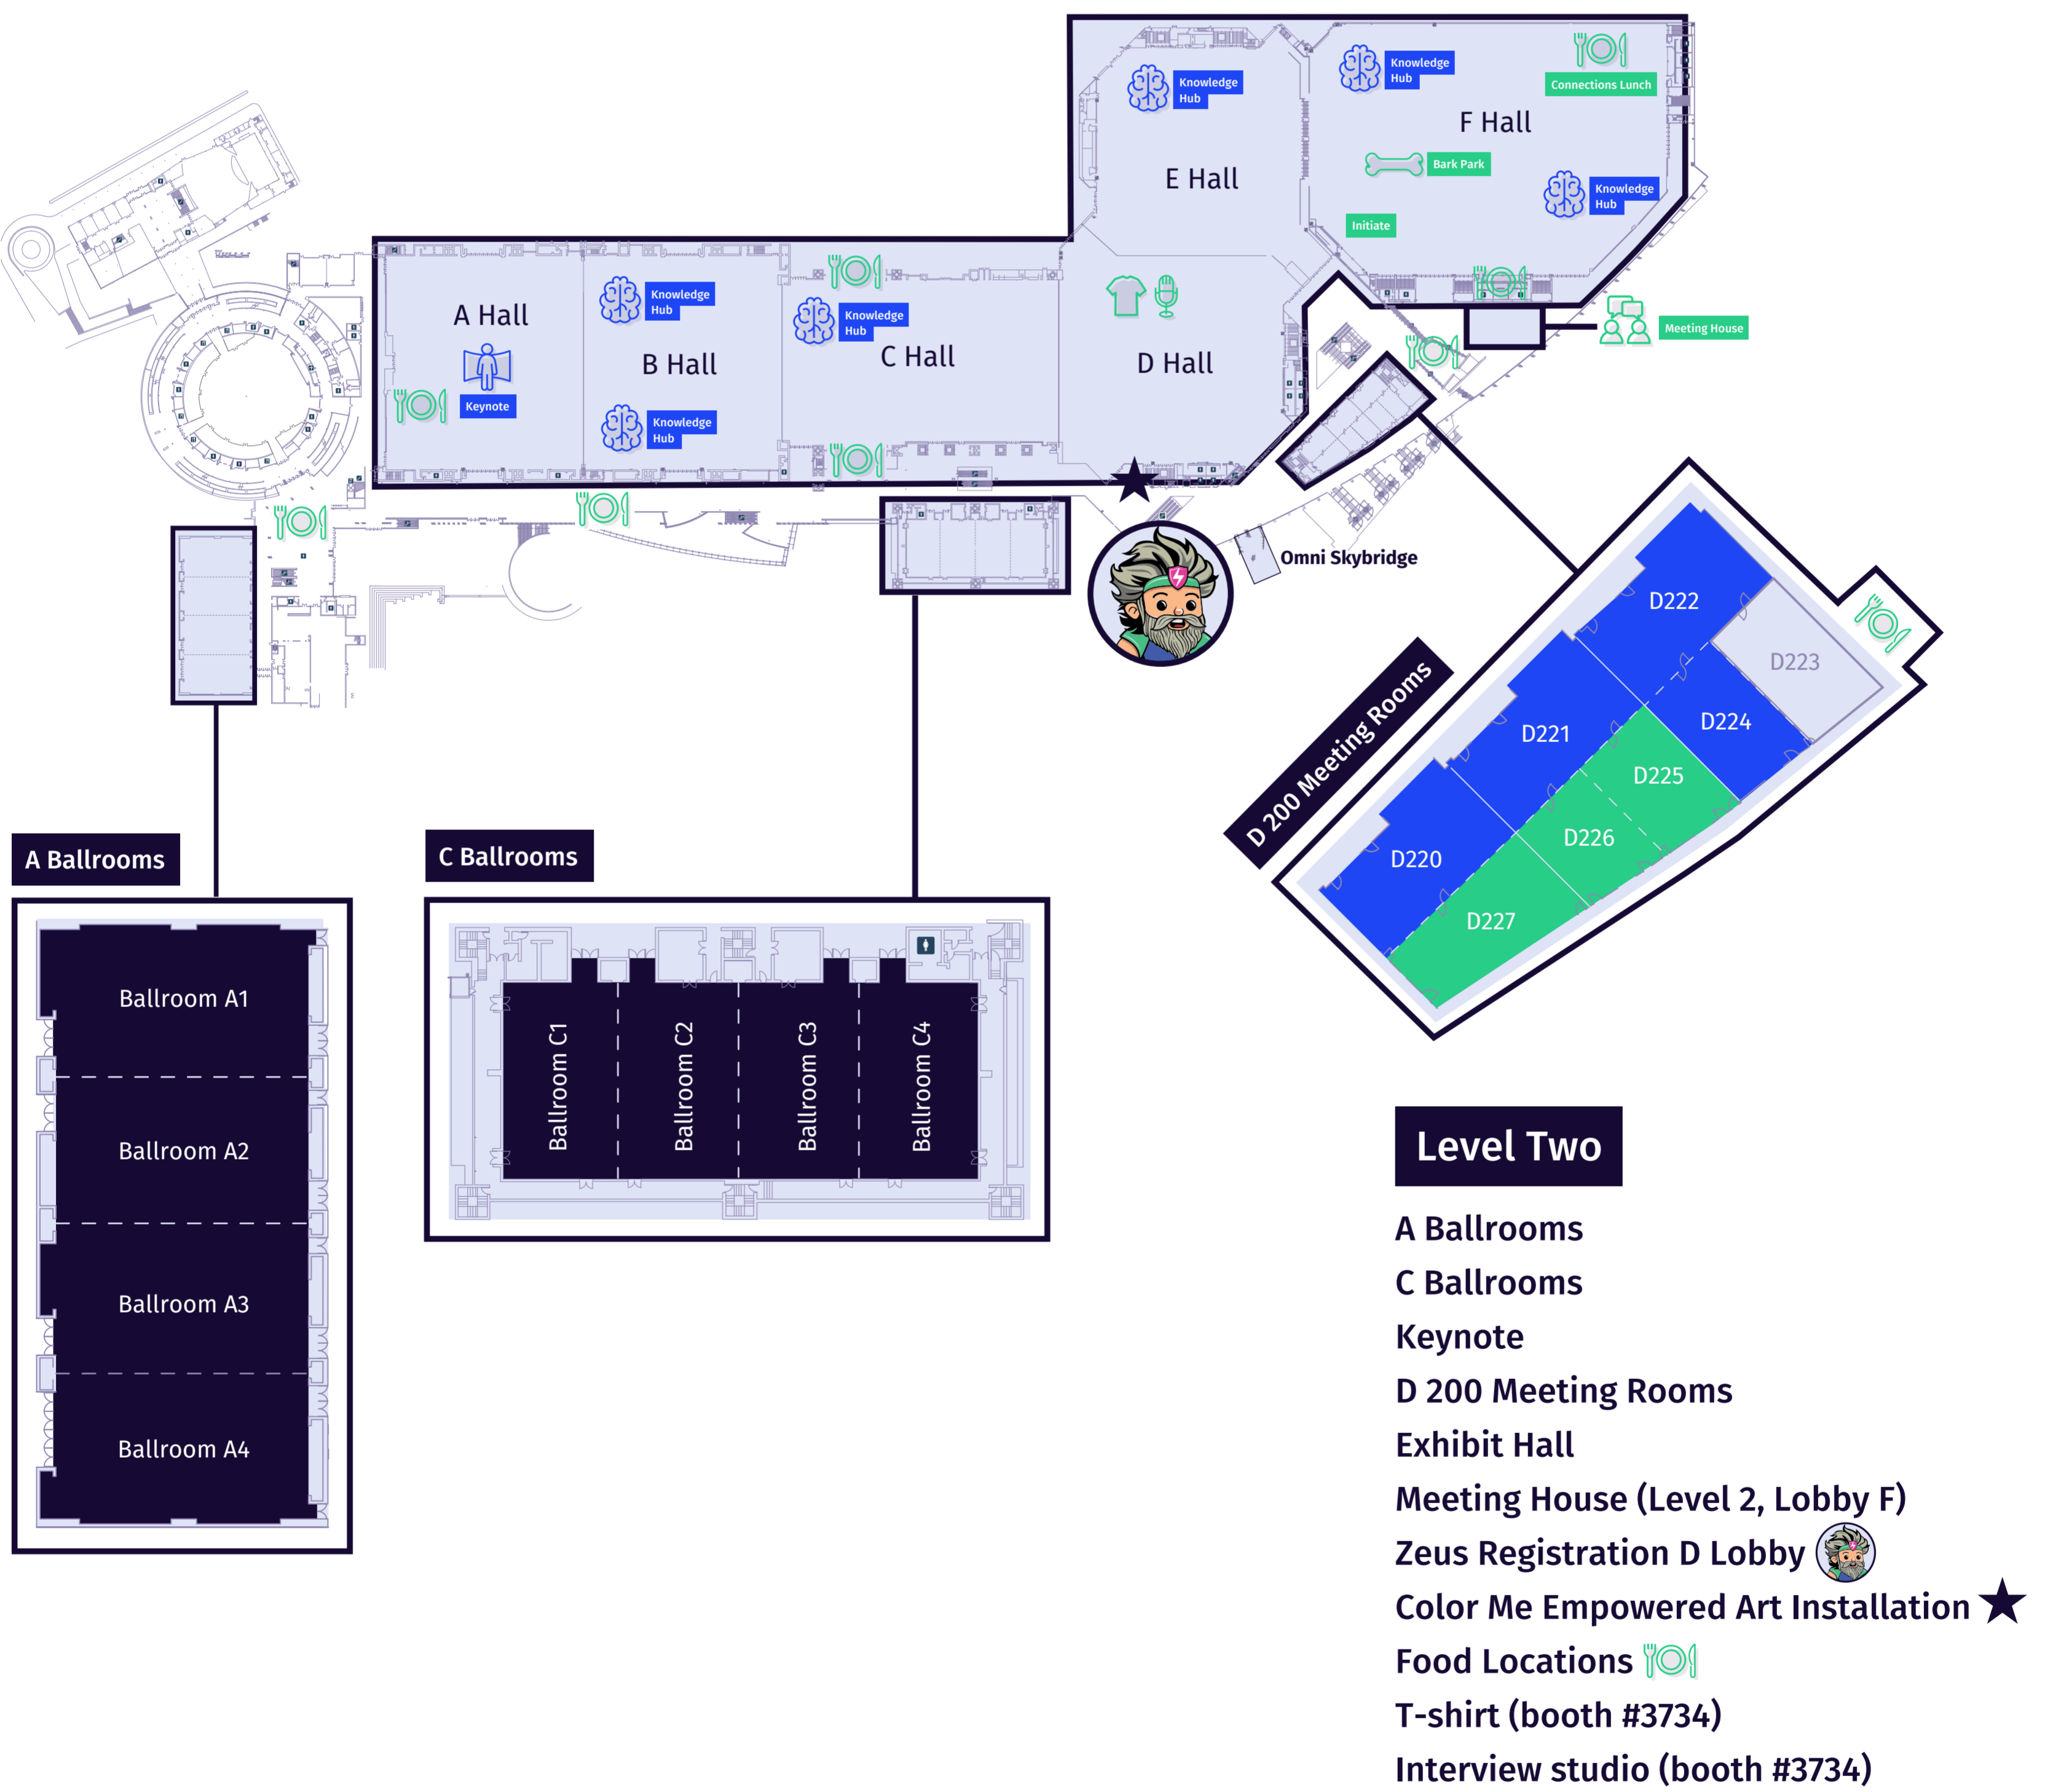 Knowledge
Hub
Knowledge
Hub
Connections Lunch
F Hall
E Hall
Bark Park
Knowledge
Hub
Initiate
A Hall
Keynote
Knowledge
Hub
B Hall
Knowledge
Hub
Knowledge
Hub
C Hall
D Hall
Meeting House
Omni Skybridge
D 200 Meeting Rooms
D222
D223
D221
D224
D225
D220
D226
D227
A Ballrooms
Ballroom A1
Ballroom A2
Ballroom A3
Ballroom A4
C Ballrooms
Ballroom C1
Ballroom C2
Ballroom C3
Ballroom C4
Level Two
A Ballrooms
C Ballrooms
Keynote
D 200 Meeting Rooms
Exhibit Hall
Meeting House (Level 2, Lobby F)
Zeus Registration D Lobby
Color Me Empowered Art Installation
Food Locations
T-shirt (booth #3734)
Interview studio (booth #3734)